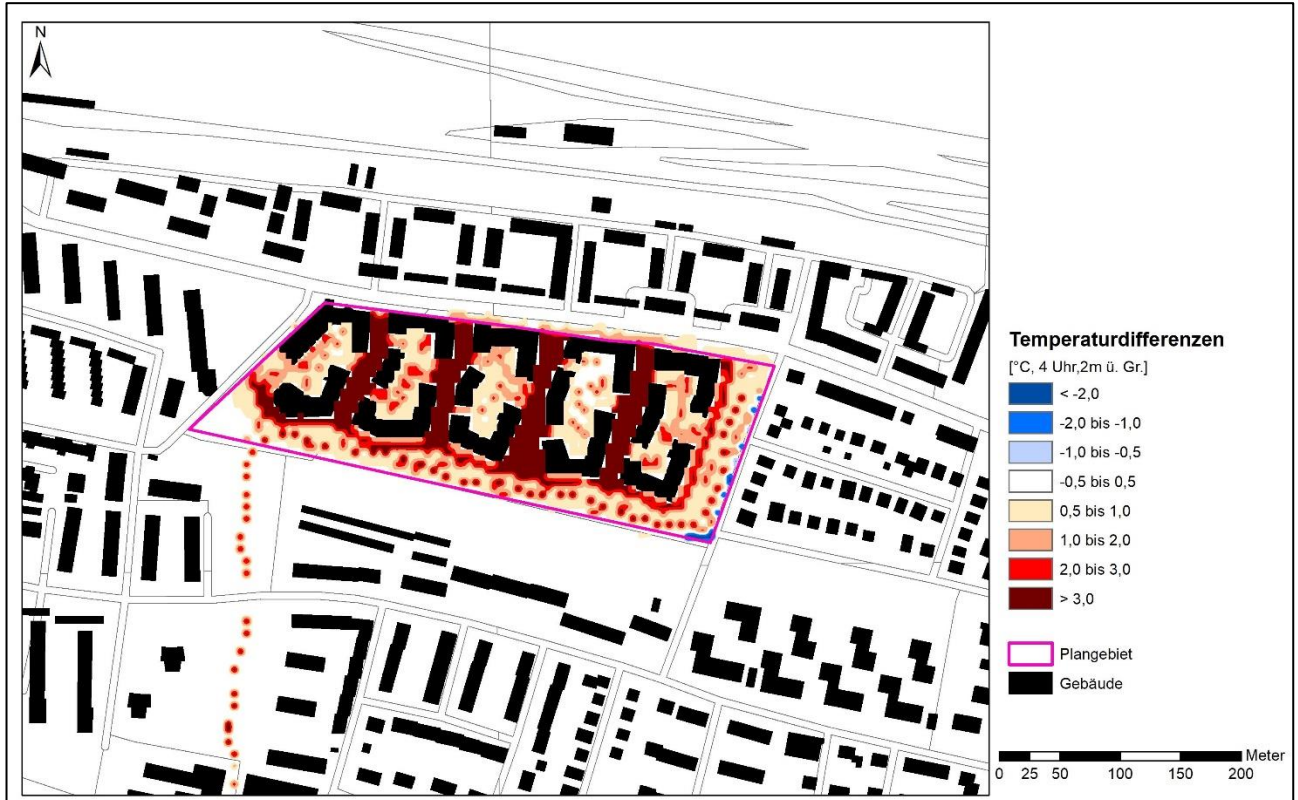 N
Temperaturdifferenzen
[°C, 4 Uhr,2m ü. Gr.]
< -2,0
-2,0 bis -1,0
-1,0 bis -0,5
-0,5 bis 0,5
0,5 bis 1,0
1,0 bis 2,0
2,0 bis 3,0
> 3,0
Plangebiet
Gebäude
Meter
0 25 50 100 150 200